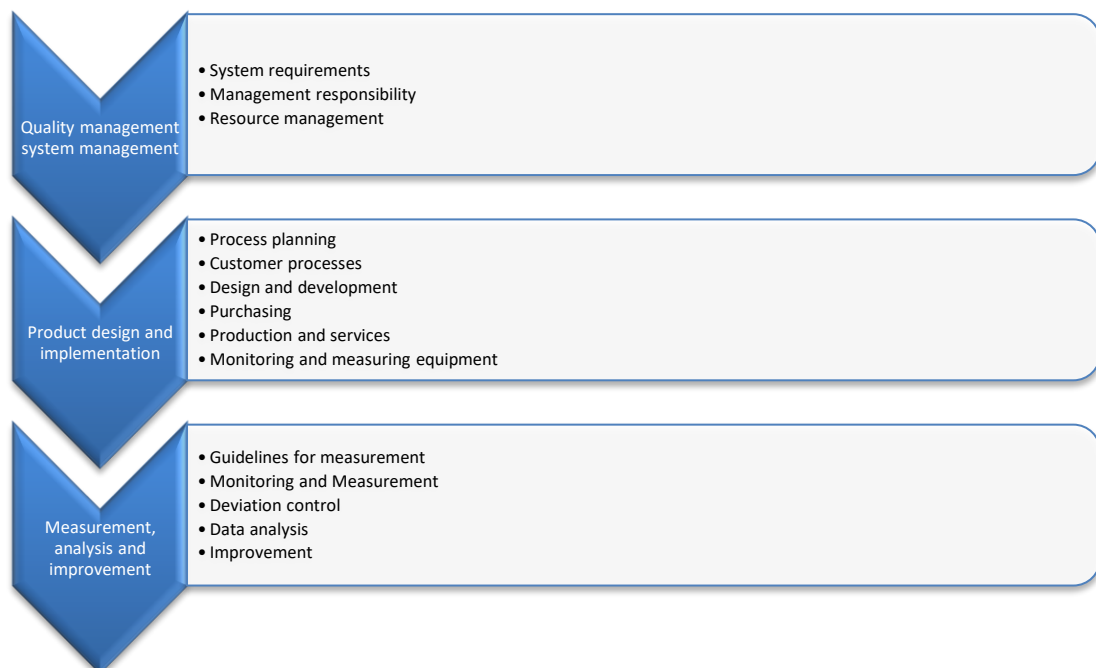 Quality management
system management
• System requirements
• Management responsibility
• Resource management
Product design and
implementation
• Process planning
• Customer processes
• Design and development
• Purchasing
• Production and services
• Monitoring and measuring equipment
Measurement,
analysis and
improvement
• Guidelines for measurement
• Monitoring and Measurement
• Deviation control
• Data analysis
• Improvement